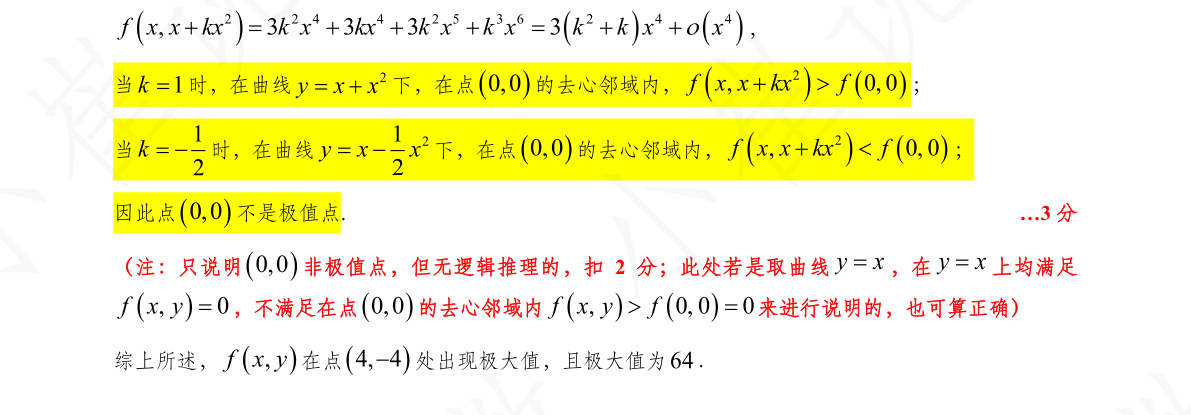 f(x, x+kx²)=3k²x⁴+3kx⁴+3k²x⁵+k³x⁶=3(k²+k)x⁴+o(x⁴),
当k=1时，在曲线y=x+x²下，在点(0,0)的去心邻域内，f(x, x+kx²)>f(0,0)；
当k=-1/2时，在曲线y=x-1/2x²下，在点(0,0)的去心邻域内，f(x, x+kx²)<f(0,0)；
因此点(0,0)不是极值点. …3分
（注：只说明(0,0)非极值点，但无逻辑推理的，扣 2 分；此处若是取曲线y=x，在y=x上均满足
f(x, y)=0，不满足在点(0,0)的去心邻域内f(x, y)>f(0,0)=0来进行说明的，也可算正确）
综上所述，f(x, y)在点(4,-4)处出现极大值，且极大值为64．